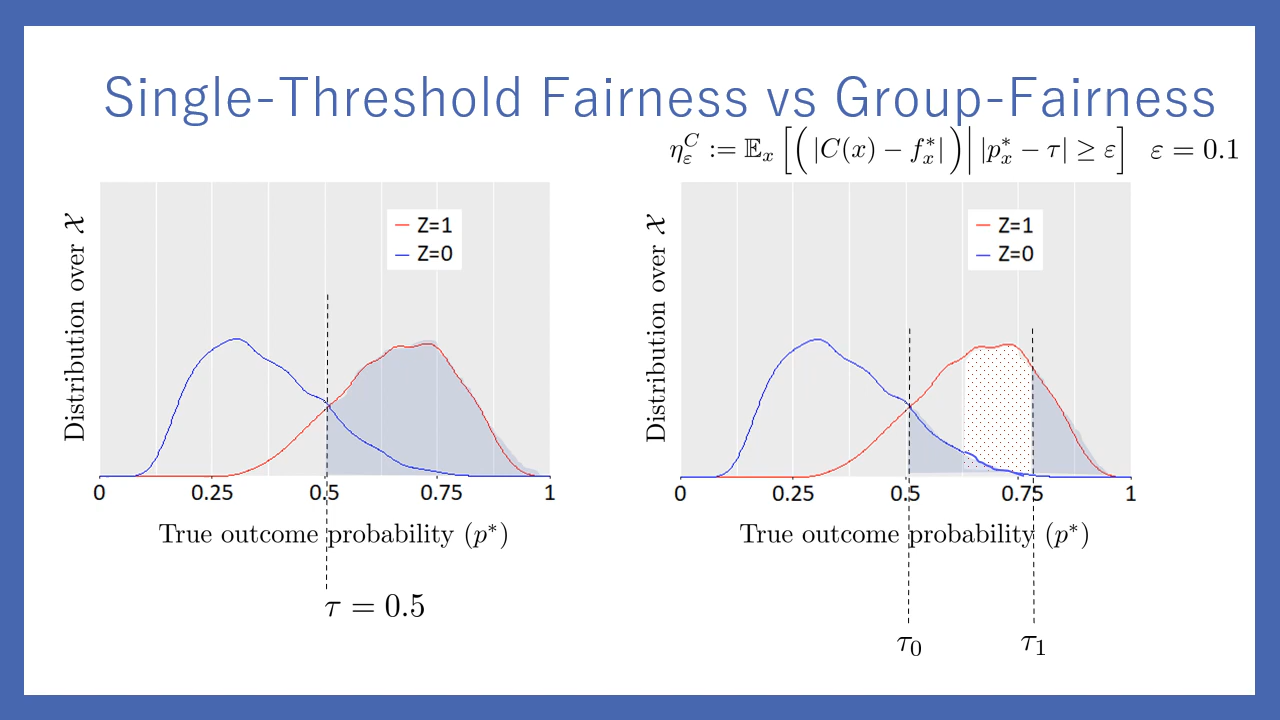 Single-Threshold Fairness vs Group-Fairness
η_ε^C := 𝔼_x [( |C(x) − f_x^*| )| |p_x^* − τ| ≥ ε] ε = 0.1
Distribution over 𝒳
Z=1
Z=0
0 0.25 0.5 0.75 1
True outcome probability (p*)
τ = 0.5
Distribution over 𝒳
Z=1
Z=0
0 0.25 0.5 0.75 1
True outcome probability (p*)
τ₀ τ₁